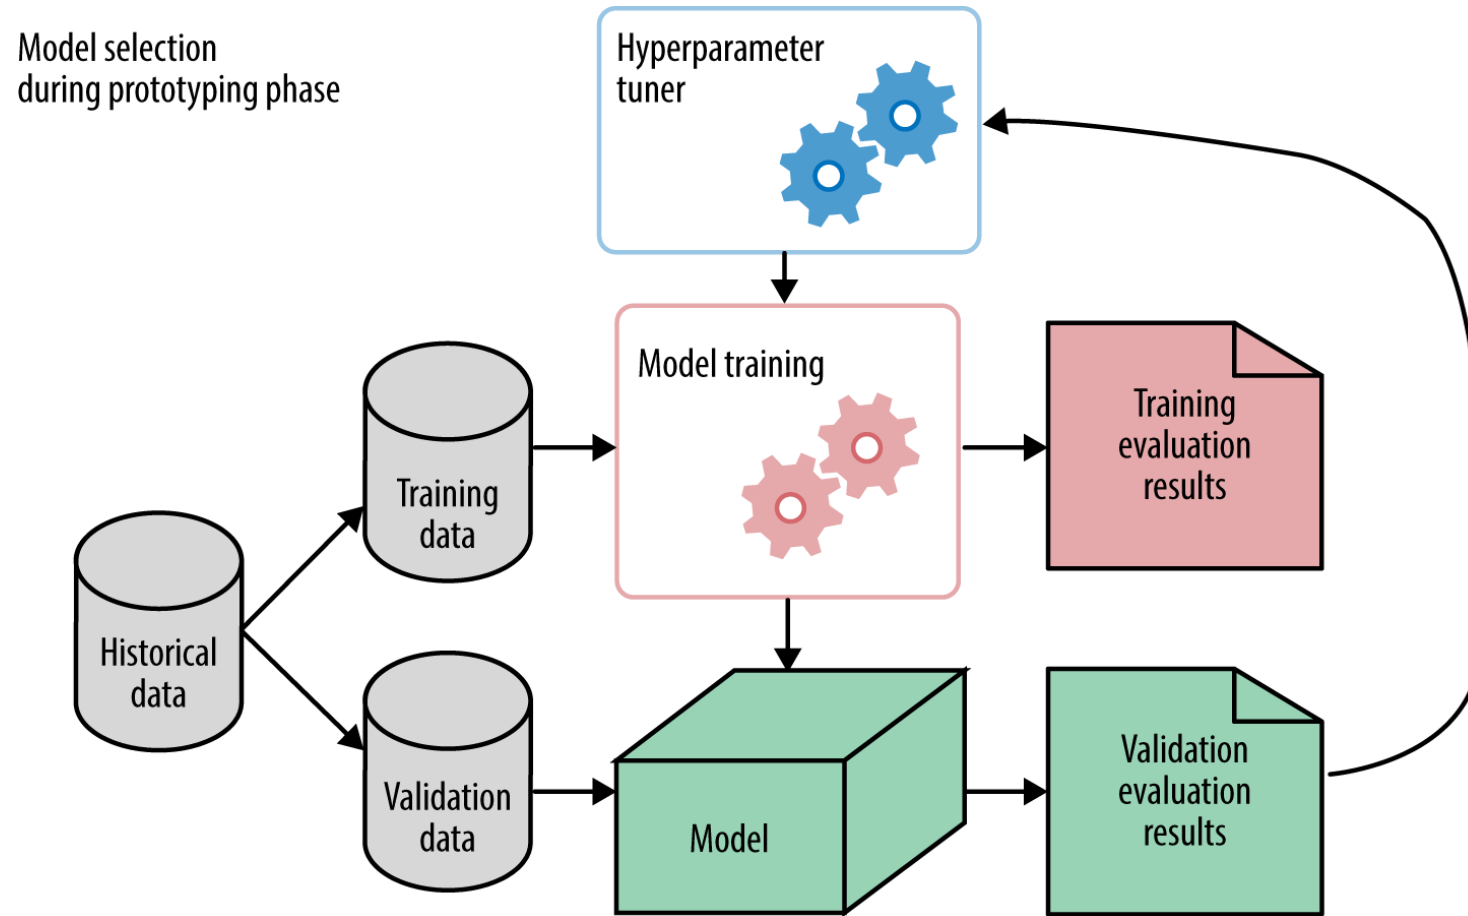 Model selection
during prototyping phase
Hyperparameter
tuner
Model training
Training
evaluation
results
Training
data
Historical
data
Validation
data
Model
Validation
evaluation
results